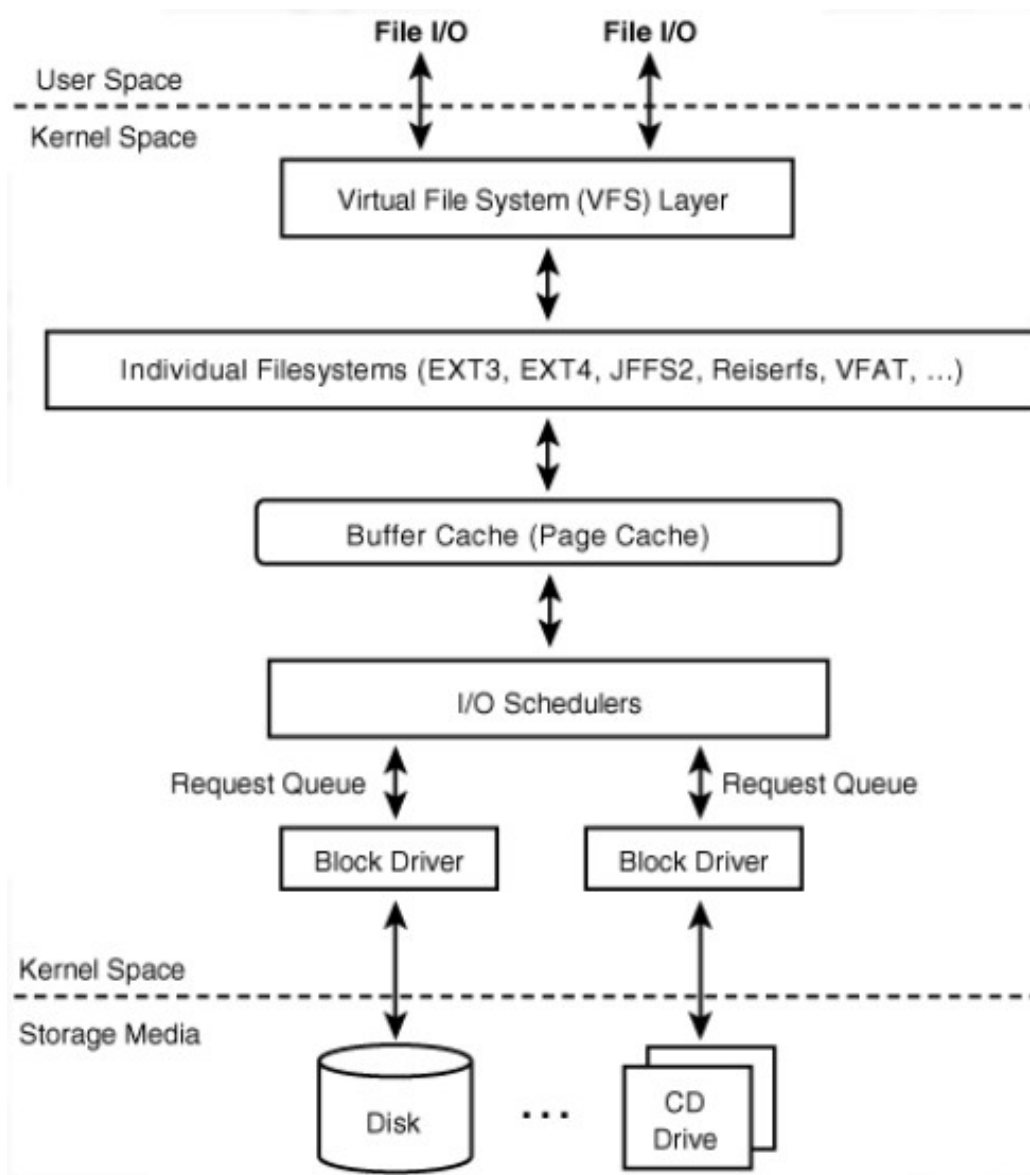 File I/O File I/O
User Space
Kernel Space
Virtual File System (VFS) Layer
Individual Filesystems (EXT3, EXT4, JFFS2, Reiserfs, VFAT, ...)
Buffer Cache (Page Cache)
I/O Schedulers
Request Queue Request Queue
Block Driver Block Driver
Kernel Space
Storage Media
Disk
...
CD
Drive